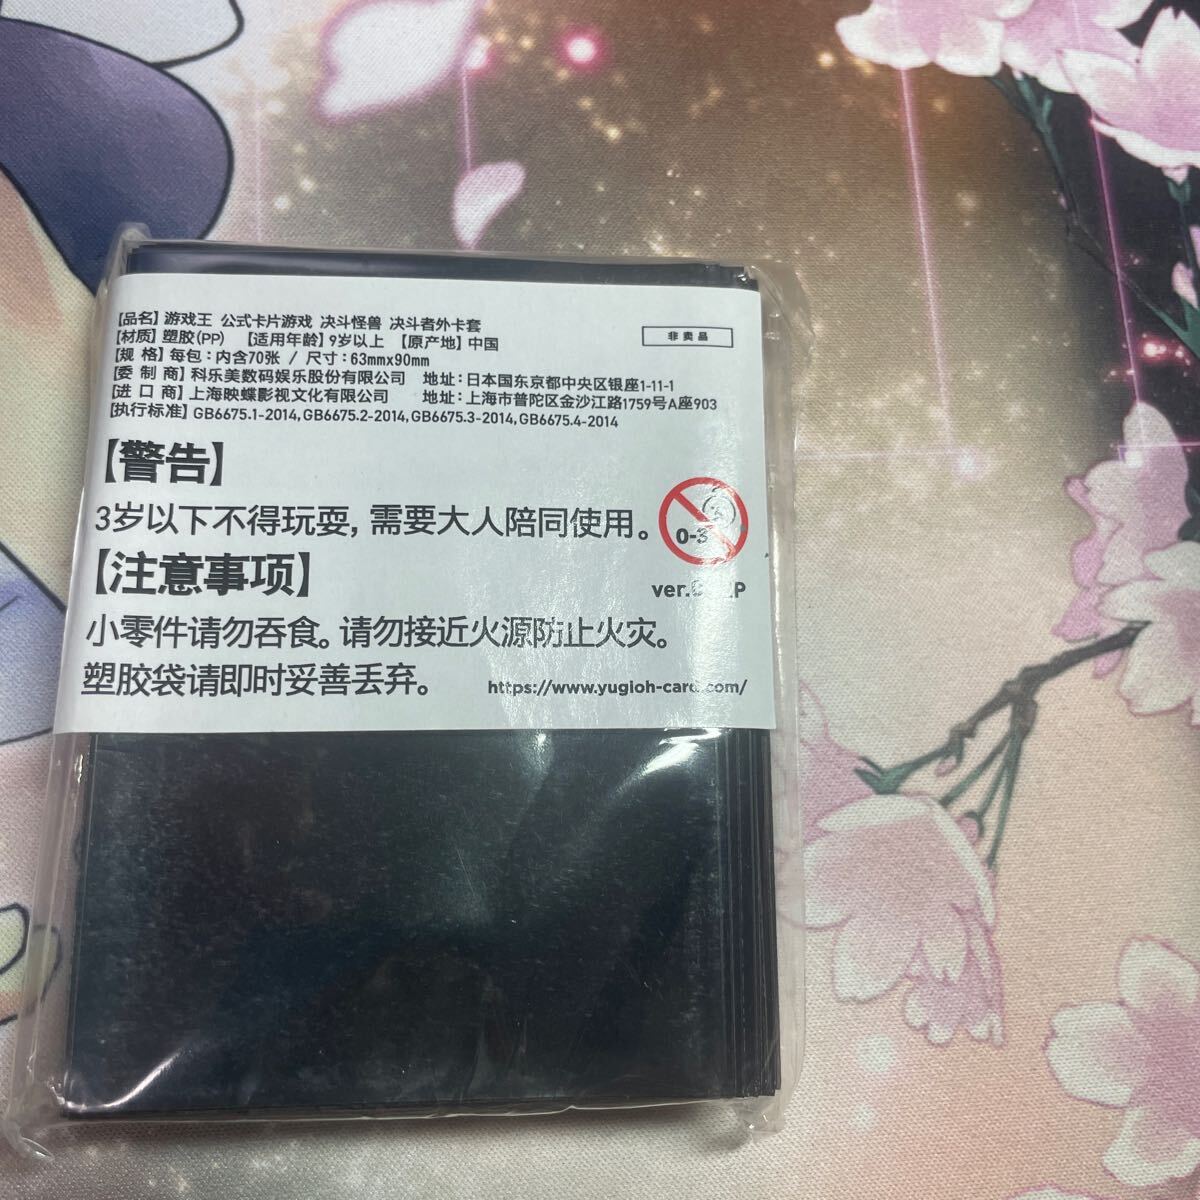 【品名】游戏王 公式卡片游戏 决斗怪兽 决斗者外卡套
非卖品
【材质】塑胶(PP) 【适用年龄】9岁以上 【原产地】中国
【规 格】每包：内含70张 / 尺寸：63mmx90mm
【委 制 商】科乐美数码娱乐股份有限公司 地址：日本国东京都中央区银座1-11-1
【进 口 商】上海映蝶影视文化有限公司 地址：上海市普陀区金沙江路1759号A座903
【执行标准】GB6675.1-2014,GB6675.2-2014,GB6675.3-2014,GB6675.4-2014
【警告】
3岁以下不得玩耍，需要大人陪同使用。
0-3
【注意事项】
小零件请勿吞食。请勿接近火源防止火灾。
塑胶袋请即时妥善丢弃。
https://www.yugioh-card.com/